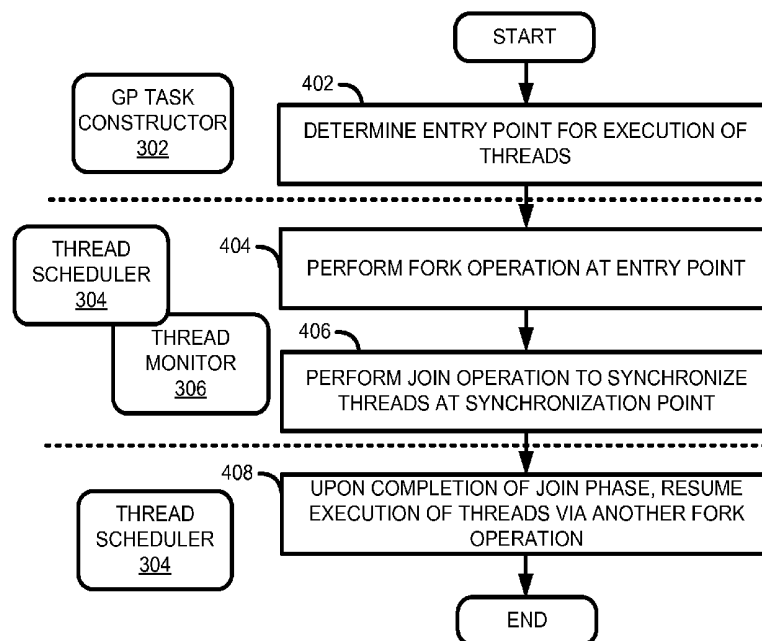 START
GP TASK
CONSTRUCTOR
302
402
DETERMINE ENTRY POINT FOR EXECUTION OF
THREADS
THREAD
SCHEDULER
304
404
PERFORM FORK OPERATION AT ENTRY POINT
THREAD
MONITOR
306
406
PERFORM JOIN OPERATION TO SYNCHRONIZE
THREADS AT SYNCHRONIZATION POINT
THREAD
SCHEDULER
304
408
UPON COMPLETION OF JOIN PHASE, RESUME
EXECUTION OF THREADS VIA ANOTHER FORK
OPERATION
END